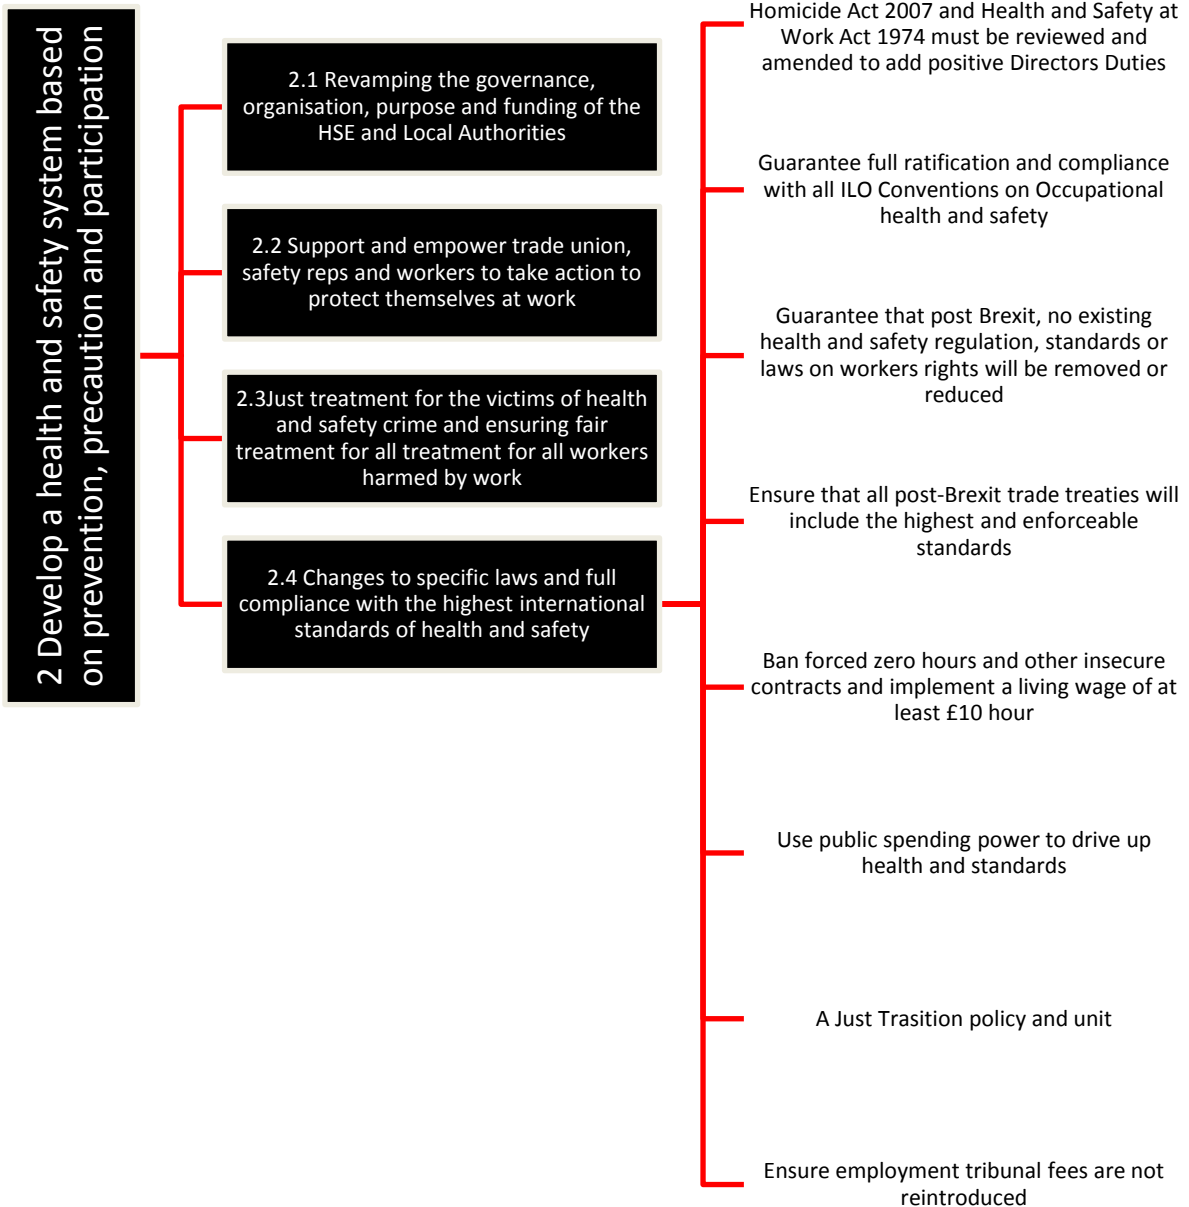 2 Develop a health and safety system based
on prevention, precaution and participation
2.1 Revamping the governance,
organisation, purpose and funding of the
HSE and Local Authorities
2.2 Support and empower trade union,
safety reps and workers to take action to
protect themselves at work
2.3Just treatment for the victims of health
and safety crime and ensuring fair
treatment for all treatment for all workers
harmed by work
2.4 Changes to specific laws and full
compliance with the highest international
standards of health and safety
Homicide Act 2007 and Health and Safety at
Work Act 1974 must be reviewed and
amended to add positive Directors Duties
Guarantee full ratification and compliance
with all ILO Conventions on Occupational
health and safety
Guarantee that post Brexit, no existing
health and safety regulation, standards or
laws on workers rights will be removed or
reduced
Ensure that all post-Brexit trade treaties will
include the highest and enforceable
standards
Ban forced zero hours and other insecure
contracts and implement a living wage of at
least £10 hour
Use public spending power to drive up
health and standards
A Just Trasition policy and unit
Ensure employment tribunal fees are not
reintroduced